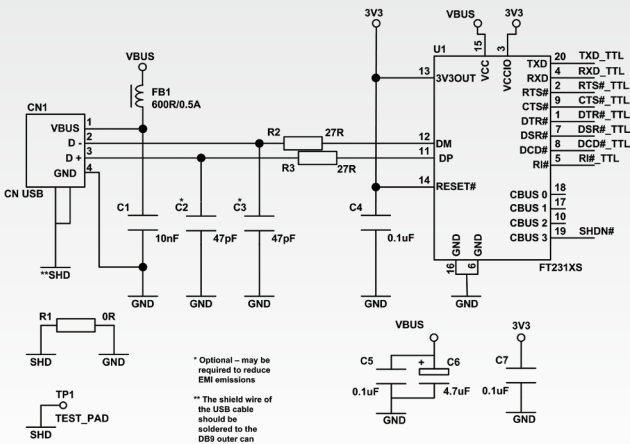 3V3
VBUS
3V3
VBUS
U1
15
3
VCC
VCCIO
20
TXD_TTL
TXD
4
RXD_TTL
RXD
2
RTS#_TTL
RTS#
9
CTS#_TTL
CTS#
1
DTR#_TTL
DTR#
7
DSR#_TTL
DSR#
8
DCD#_TTL
DCD#
5
RI#_TTL
RI#
13
3V3OUT
FB1
600R/0.5A
CN1
VBUS
1
D -
2
D +
3
GND
4
CN USB
R2
27R
12
DM
R3
27R
11
DP
14
RESET#
18
CBUS 0
17
CBUS 1
10
CBUS 2
19
SHDN#
CBUS 3
C1
10nF
*
C2
47pF
*
C3
47pF
C4
0.1uF
GND
GND
16
6
FT231XS
**SHD
GND
GND
GND
GND
GND
R1
0R
SHD
GND
TP1
TEST_PAD
SHD
* Optional – may be
required to reduce
EMI emissions
** The shield wire of
the USB cable
should be
soldered to the
DB9 outer can
VBUS
C5
0.1uF
+
C6
4.7uF
GND
3V3
C7
0.1uF
GND